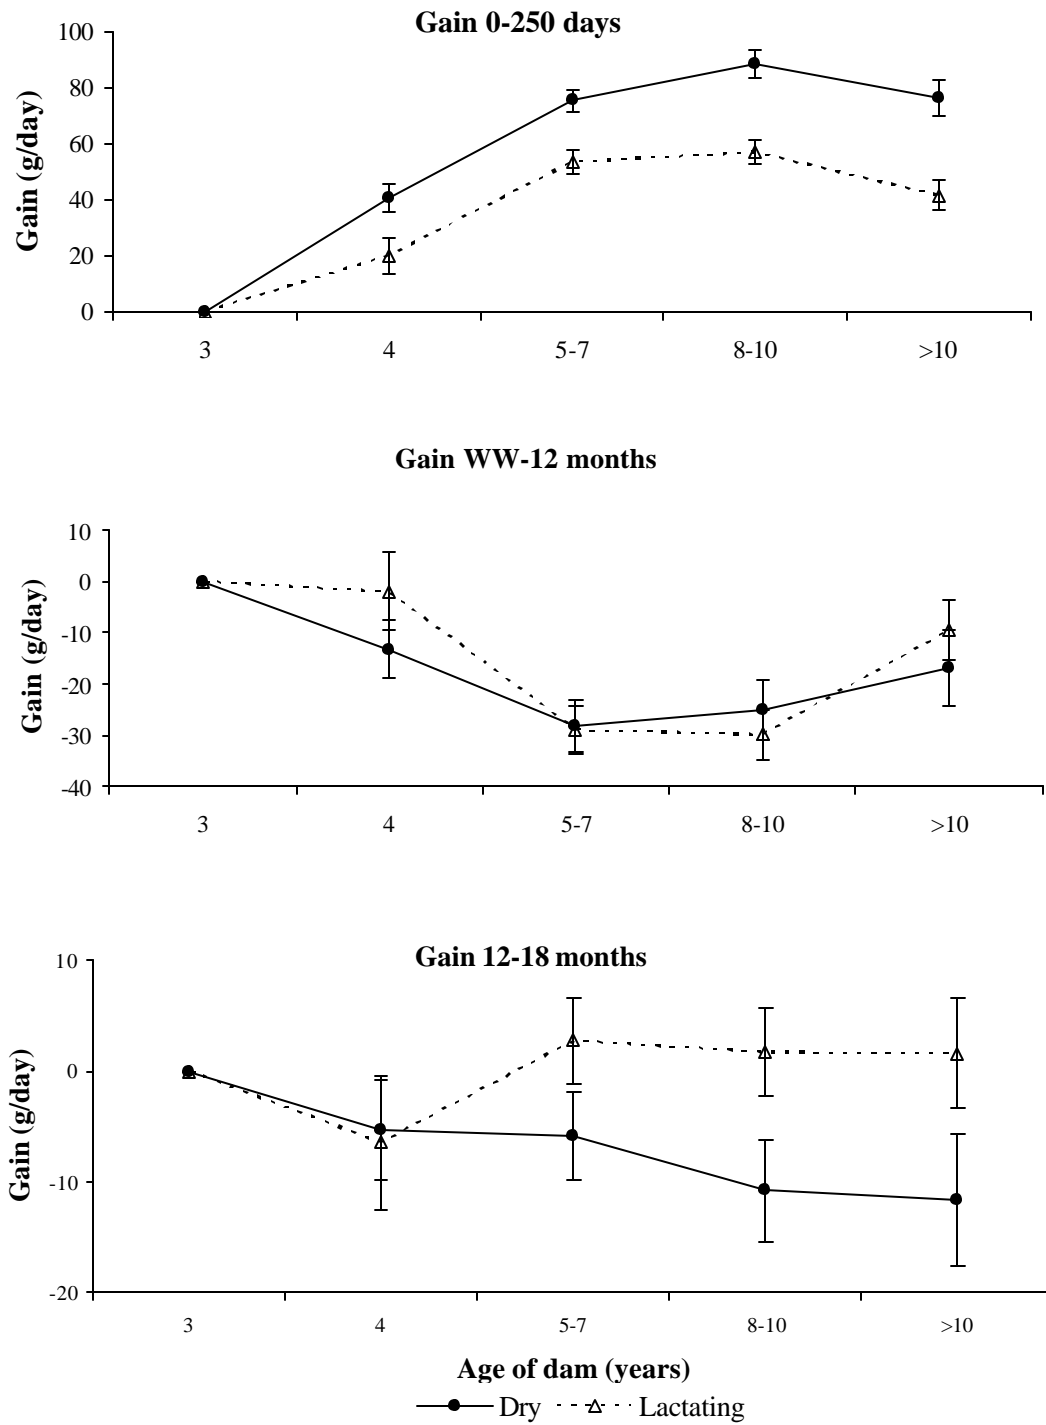 Gain 0-250 days
Gain (g/day)
100
80
60
40
20
0
3 4 5-7 8-10 >10
Gain WW-12 months
Gain (g/day)
10
0
-10
-20
-30
-40
3 4 5-7 8-10 >10
Gain 12-18 months
Gain (g/day)
10
0
-10
-20
3 4 5-7 8-10 >10
Age of dam (years)
Dry Lactating